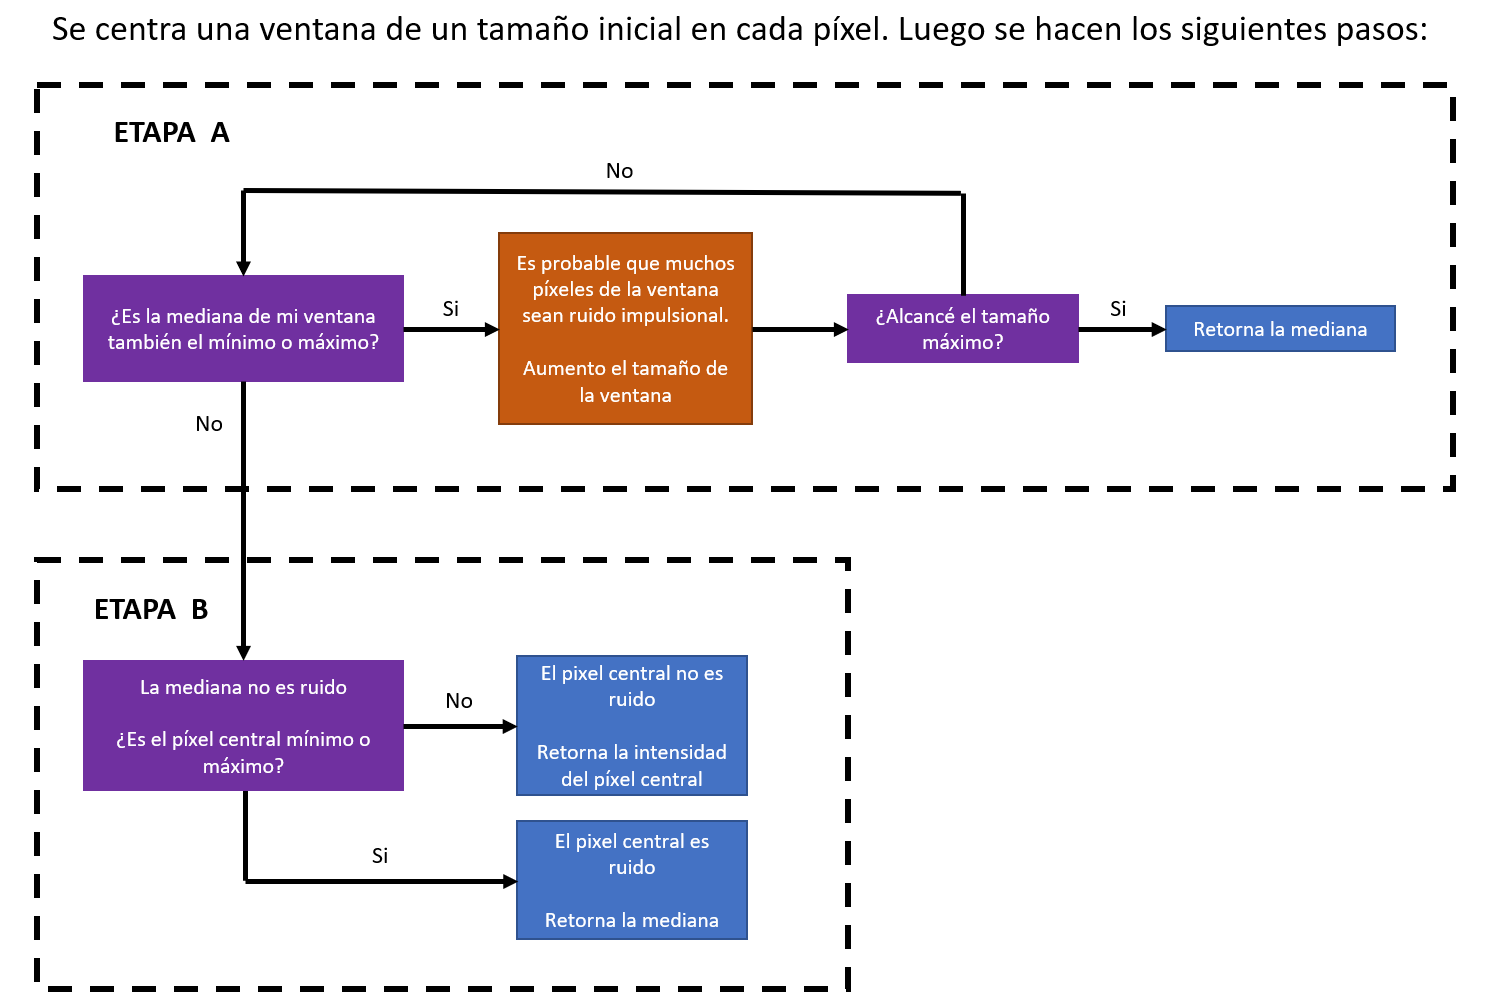 Se centra una ventana de un tamaño inicial en cada píxel. Luego se hacen los siguientes pasos:
ETAPA A
No
¿Es la mediana de mi ventana
también el mínimo o máximo?
Si
Es probable que muchos
píxeles de la ventana
sean ruido impulsional.
Aumento el tamaño de
la ventana
¿Alcancé el tamaño
máximo?
Si
Retorna la mediana
No
ETAPA B
La mediana no es ruido
¿Es el píxel central mínimo o
máximo?
No
El pixel central no es
ruido
Retorna la intensidad
del píxel central
Si
El pixel central es
ruido
Retorna la mediana